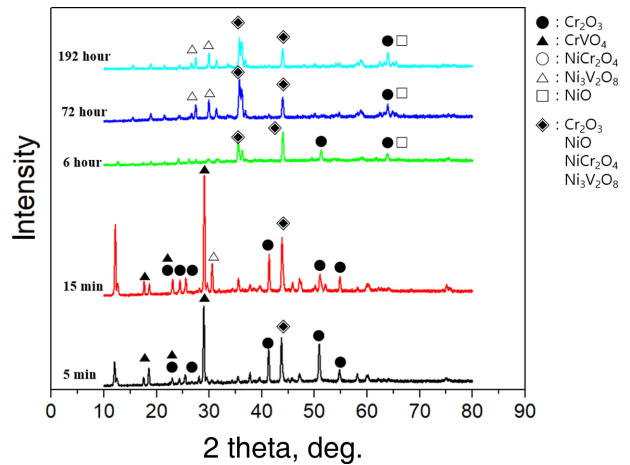 : Cr₂O₃
: CrVO₄
: NiCr₂O₄
: Ni₃V₂O₈
: NiO
: Cr₂O₃
NiO
NiCr₂O₄
Ni₃V₂O₈
192 hour
72 hour
6 hour
15 min
5 min
Intensity
0 10 20 30 40 50 60 70 80 90
2 theta, deg.